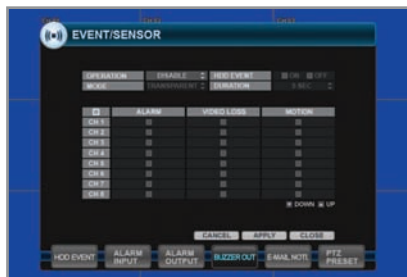 EVENT/SENSOR
OPERATION DISABLE HDD EVENT ON OFF
MODE TRANSPARENT DURATION 5 SEC
ALARM VIDEO LOSS MOTION
CH 1
CH 2
CH 3
CH 4
CH 5
CH 6
CH 7
CH 8
DOWN UP
CANCEL APPLY CLOSE
HDD EVENT ALARM INPUT ALARM OUTPUT BUZZER OUT E-MAIL NOTI. PTZ PRESET